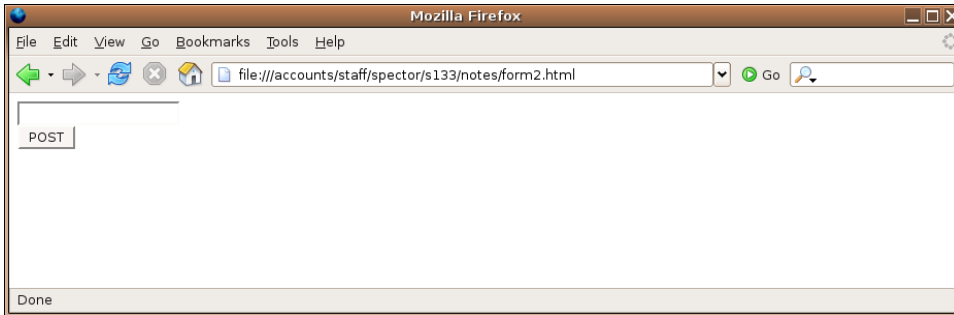 Mozilla Firefox
File Edit View Go Bookmarks Tools Help
file:///accounts/staff/spector/s133/notes/form2.html Go
POST
Done